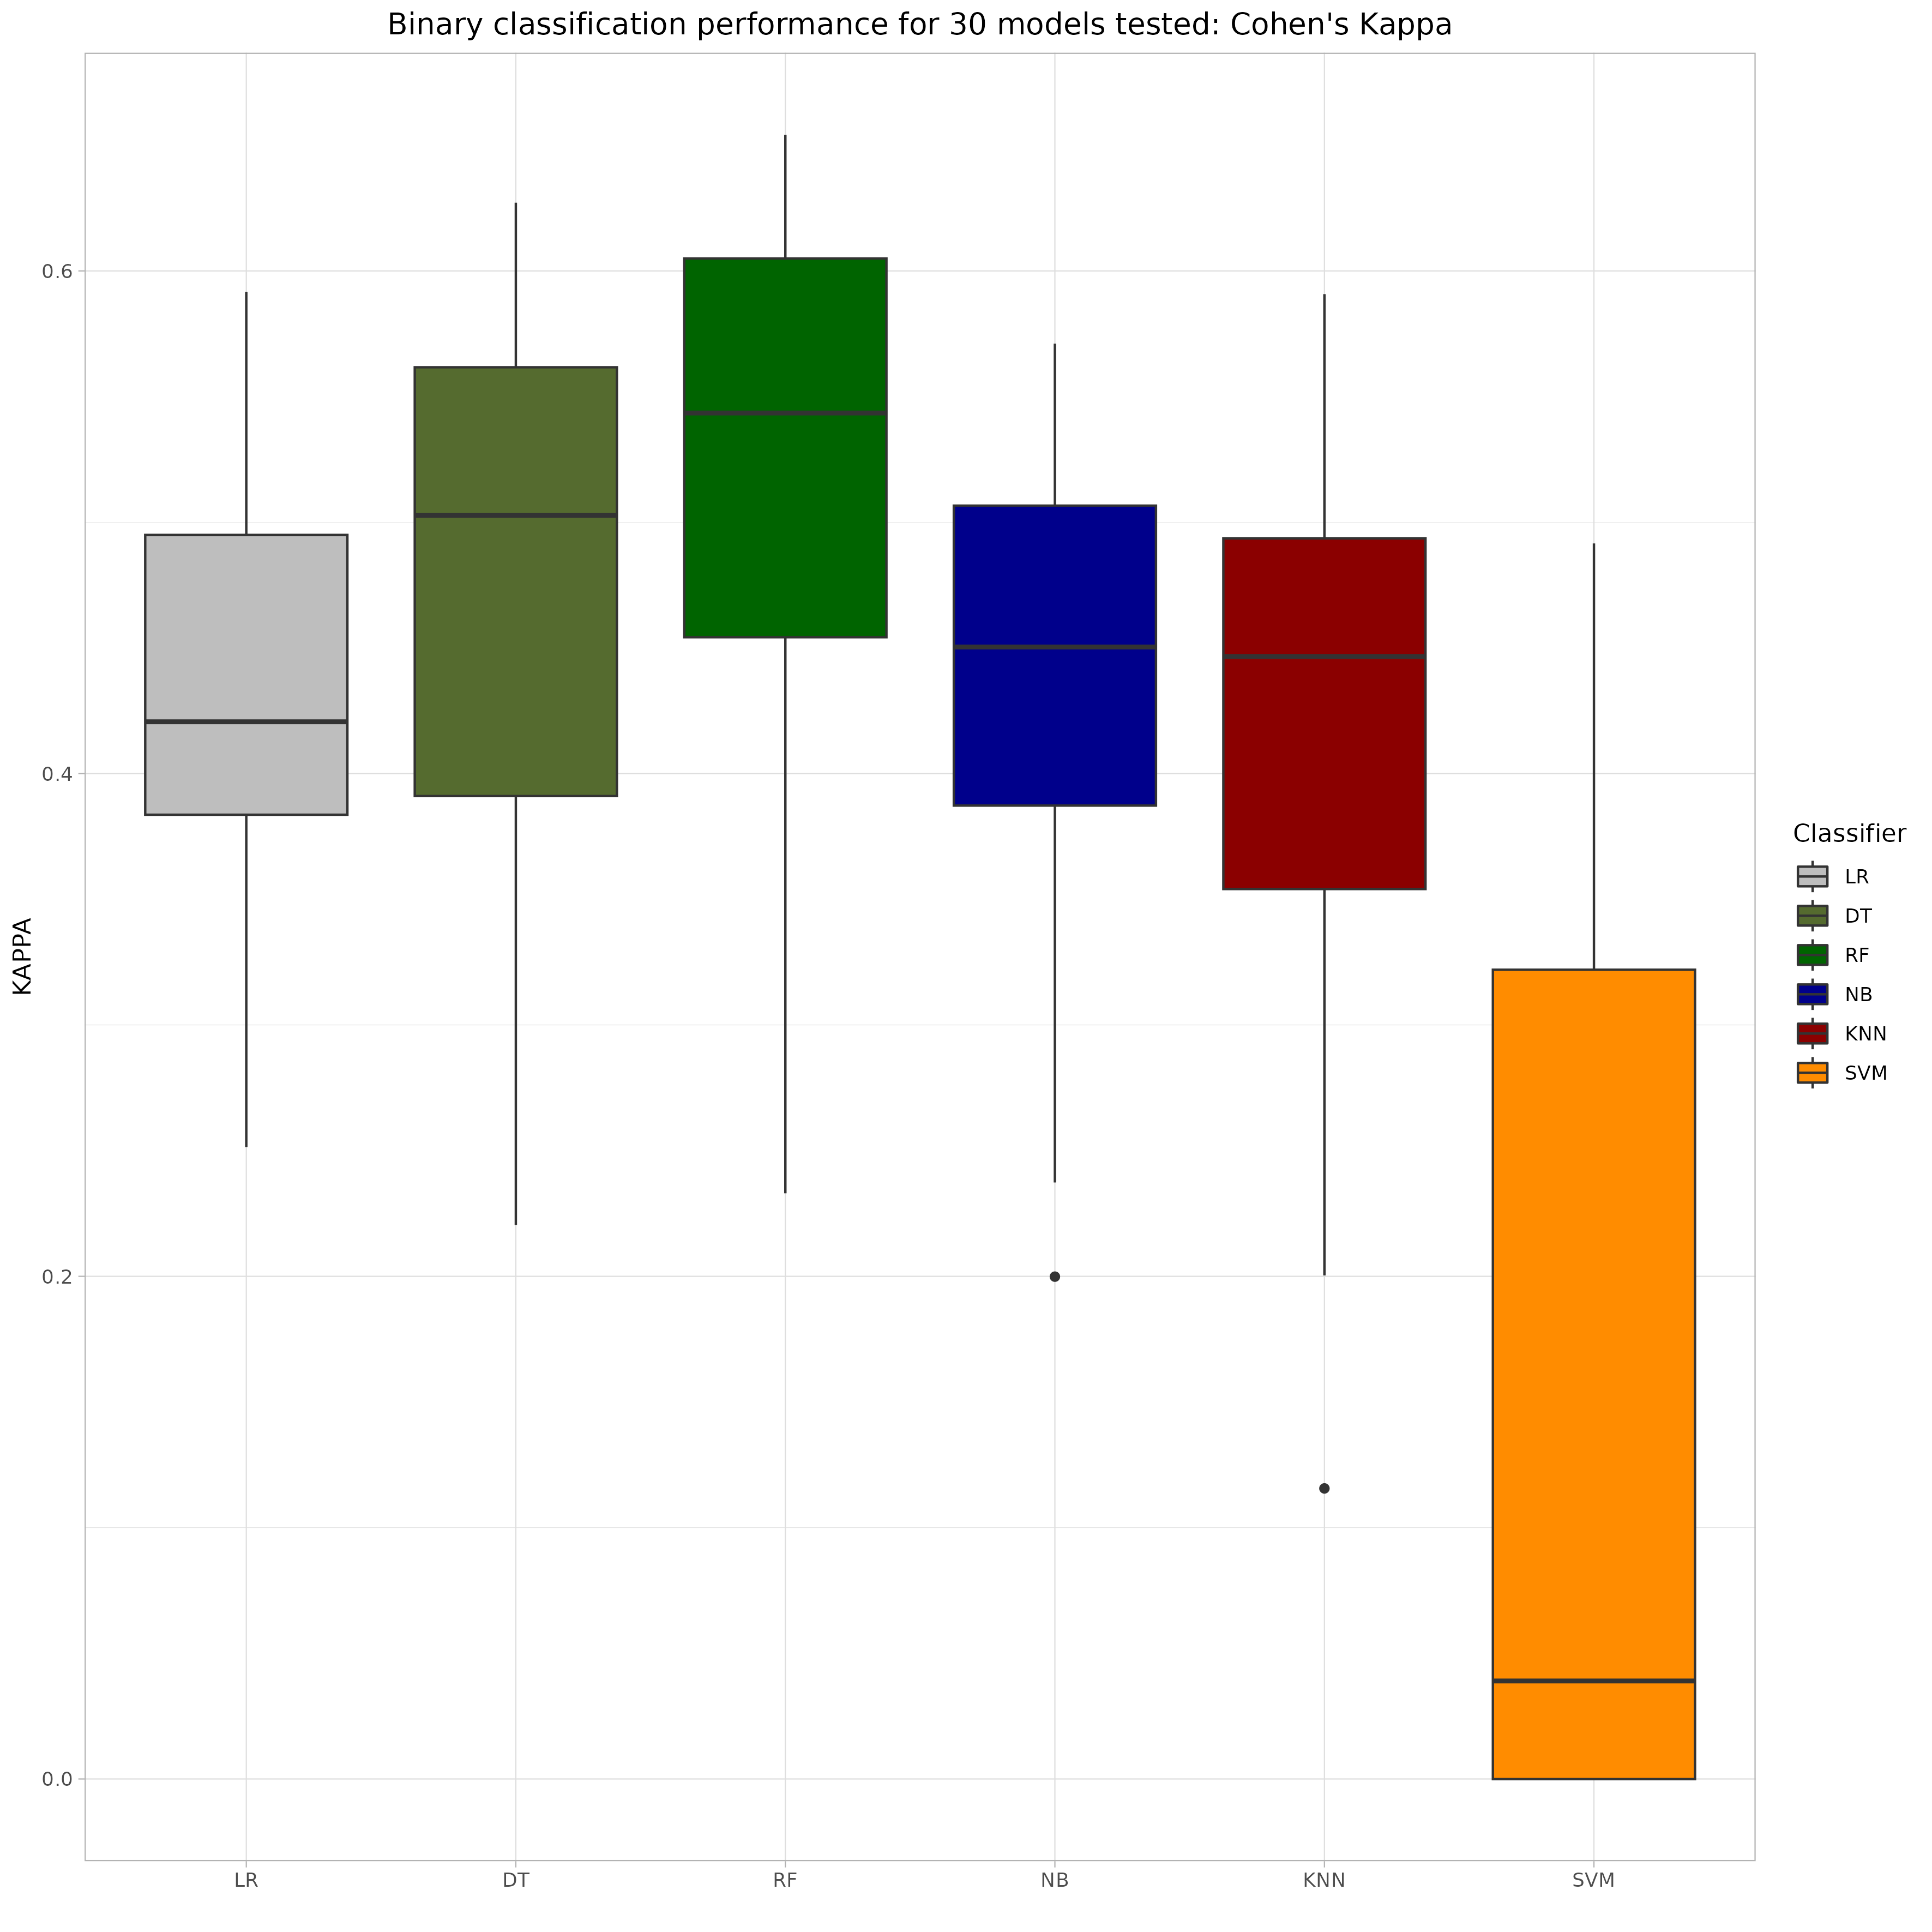 Binary classification performance for 30 models tested: Cohen's Kappa
KAPPA
0.6
0.4
0.2
0.0
LR DT RF NB KNN SVM
Classifier
LR
DT
RF
NB
KNN
SVM